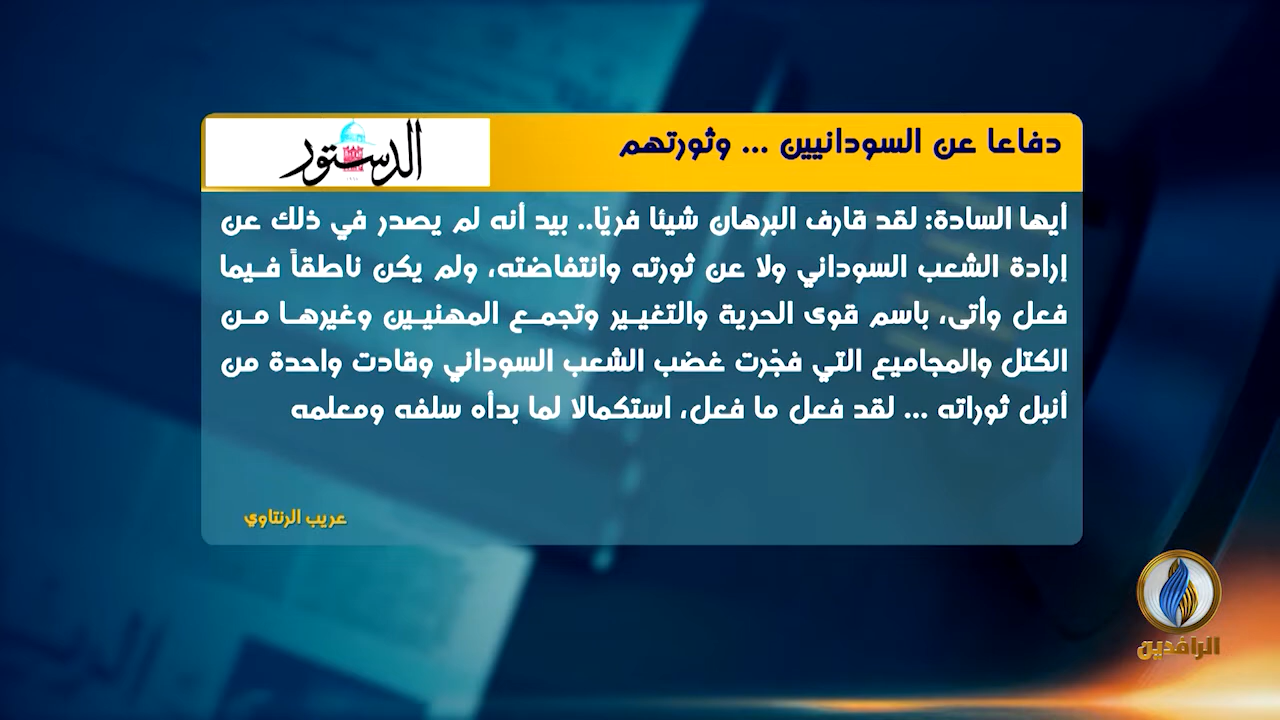 دفاعا عن السودانيين ... وثورتهم
الدستور
أيها السادة: لقد قارف البرهان شيئا فريّا.. بيد أنه لم يصدر في ذلك عن
إرادة الشعب السوداني ولا عن ثورته وانتفاضته، ولم يكن ناطقاً فيما
فعل وأتى، باسم قوى الحرية والتغيير وتجمع المهنيين وغيرها من
الكتل والمجاميع التي فجّرت غضب الشعب السوداني وقادت واحدة من
أنبل ثوراته ... لقد فعل ما فعل، استكمالا لما بدأه سلفه ومعلمه
عريب الرنتاوي
الرافدين